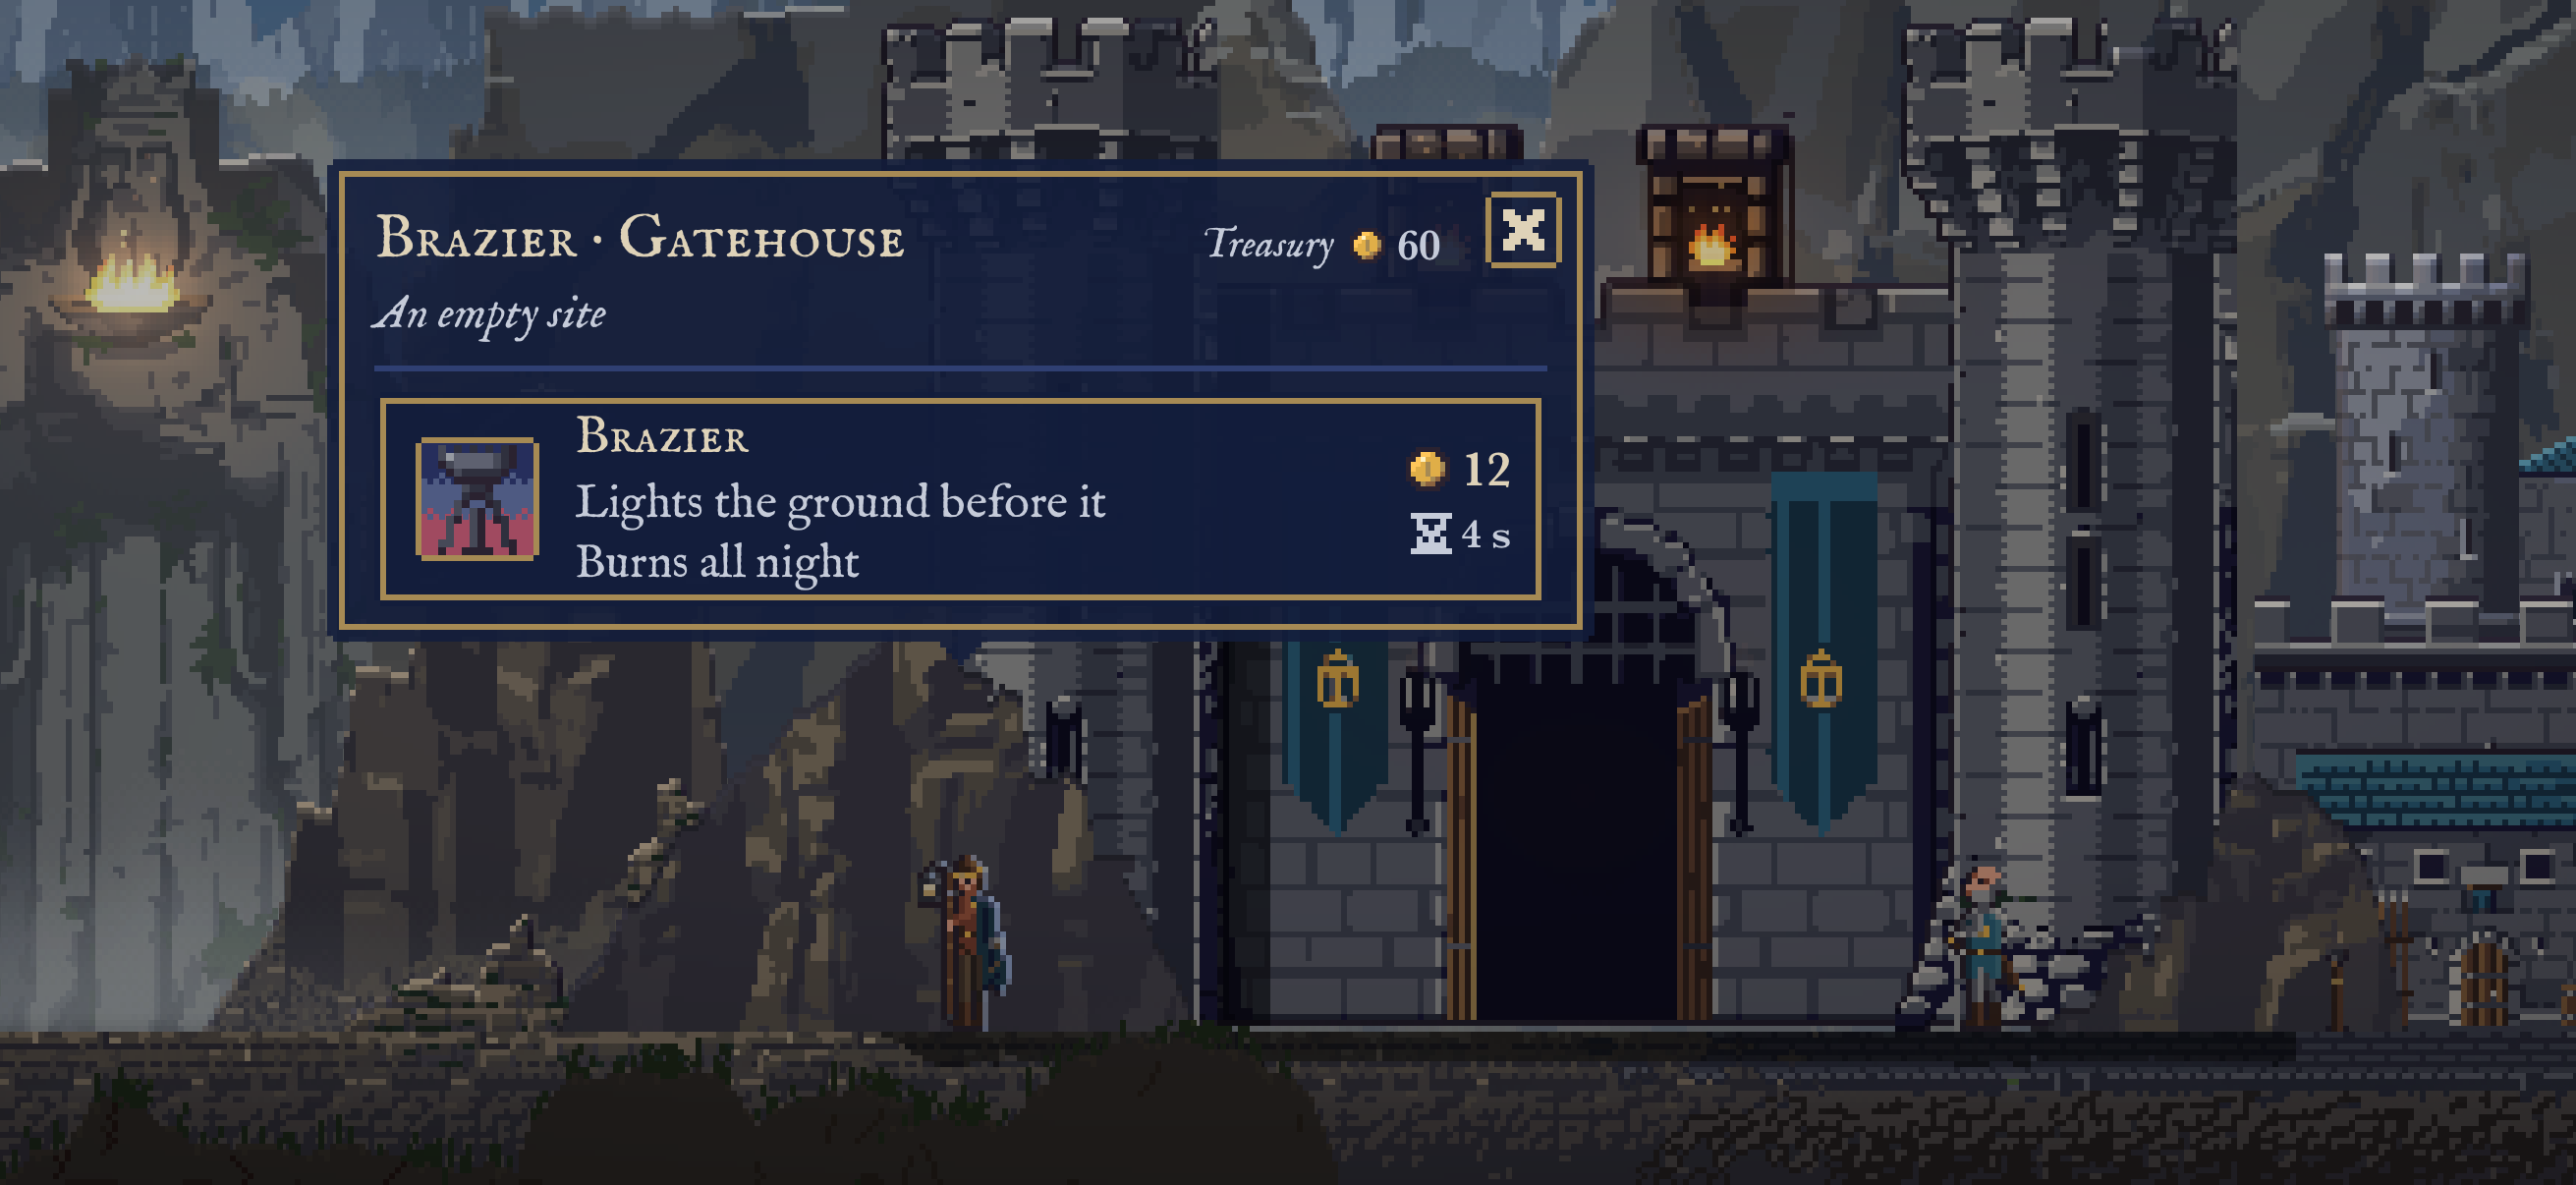 Brazier · Gatehouse
Treasury 60
An empty site
Brazier
Lights the ground before it
Burns all night
12
4 s